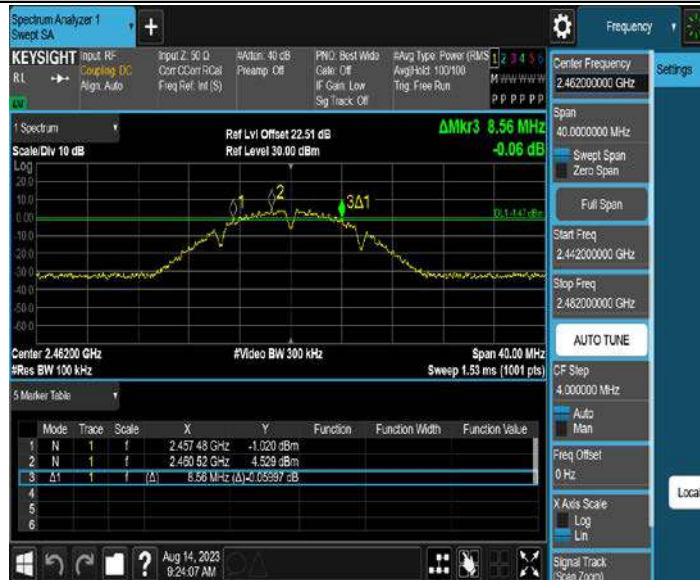 Spectrum Analyzer 1
Swept SA
+
Frequency
KEYSIGHT
RL
Input: RF
Coupling: DC
Align: Auto
Input Z: 50 Ω
Corr CCorr RCal
Freq Ref: Int (S)
#Atten: 40 dB
Preamp: Off
PNO: Best Wide
Gate: Off
IF Gain: Low
Sig Track: Off
#Avg Type: Power (RMS
Avg|Hold: 100/100
Trig: Free Run
1 2 3 4 5 6
M W W W W W
P P P P P P
LW
1 Spectrum
Scale/Div 10 dB
Log
Ref Lvl Offset 22.51 dB
Ref Level 30.00 dBm
ΔMkr3 8.56 MHz
-0.06 dB
20.0
10.0
0.00
-10.0
-20.0
-30.0
-40.0
-50.0
-60.0
1
2
3Δ1
Center 2.46200 GHz
#Res BW 100 kHz
#Video BW 300 kHz
Span 40.00 MHz
Sweep 1.53 ms (1001 pts)
5 Marker Table
Mode Trace Scale X Y Function Function Width Function Value
1 N 1 f 2.457 48 GHz -1.020 dBm
2 N 1 f 2.460 52 GHz 4.529 dBm
3 Δ1 1 f (Δ) 8.56 MHz (Δ) -0.05997 dB
4
5
6
Aug 14, 2023
9:24:07 AM
?
Center Frequency
2.462000000 GHz
Span
40.0000000 MHz
Swept Span
Zero Span
Full Span
Start Freq
2.442000000 GHz
Stop Freq
2.482000000 GHz
AUTO TUNE
CF Step
4.000000 MHz
Auto
Man
Freq Offset
0 Hz
X Axis Scale
Log
Lin
Signal Track
(Span Zoom)
Settings
Local